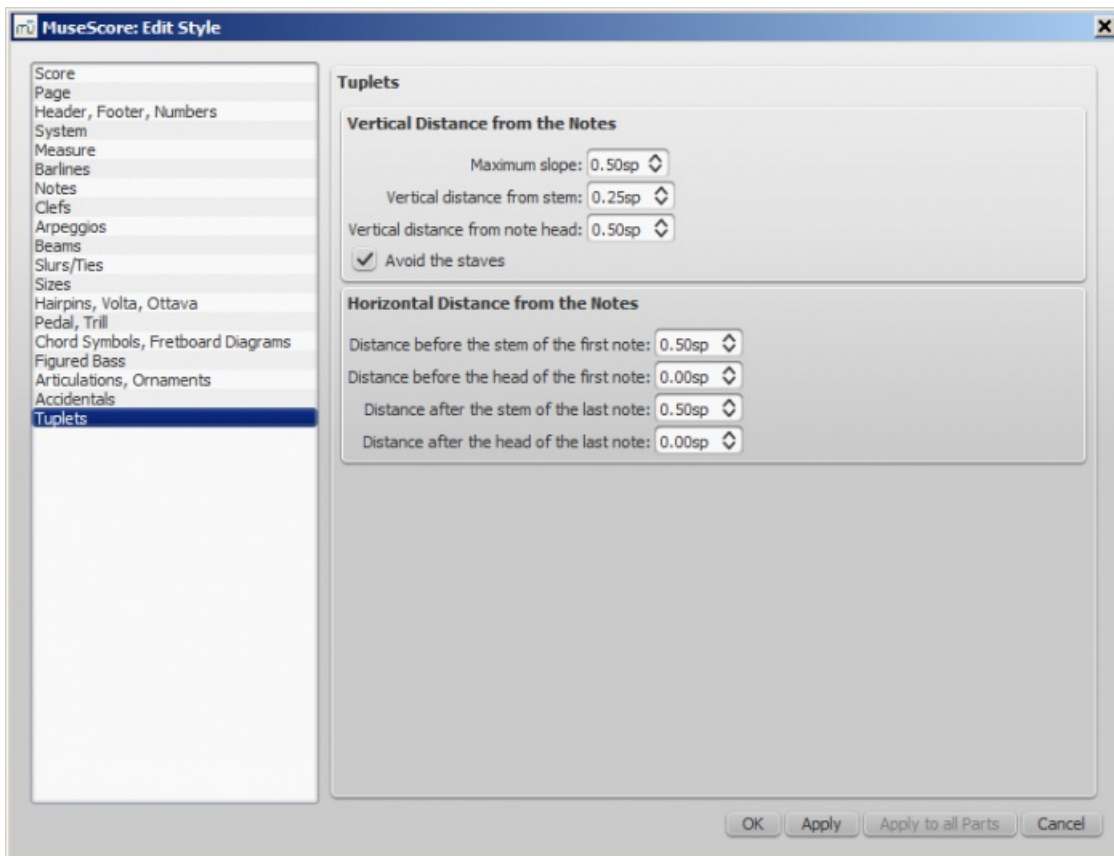 MuseScore: Edit Style
Score
Page
Header, Footer, Numbers
System
Measure
Barlines
Notes
Clefs
Arpeggios
Beams
Slurs/Ties
Sizes
Hairpins, Volta, Ottava
Pedal, Trill
Chord Symbols, Fretboard Diagrams
Figured Bass
Articulations, Ornaments
Accidentals
Tuplets
Tuplets
Vertical Distance from the Notes
Maximum slope: 0.50sp
Vertical distance from stem: 0.25sp
Vertical distance from note head: 0.50sp
Avoid the staves
Horizontal Distance from the Notes
Distance before the stem of the first note: 0.50sp
Distance before the head of the first note: 0.00sp
Distance after the stem of the last note: 0.50sp
Distance after the head of the last note: 0.00sp
OK Apply Apply to all Parts Cancel